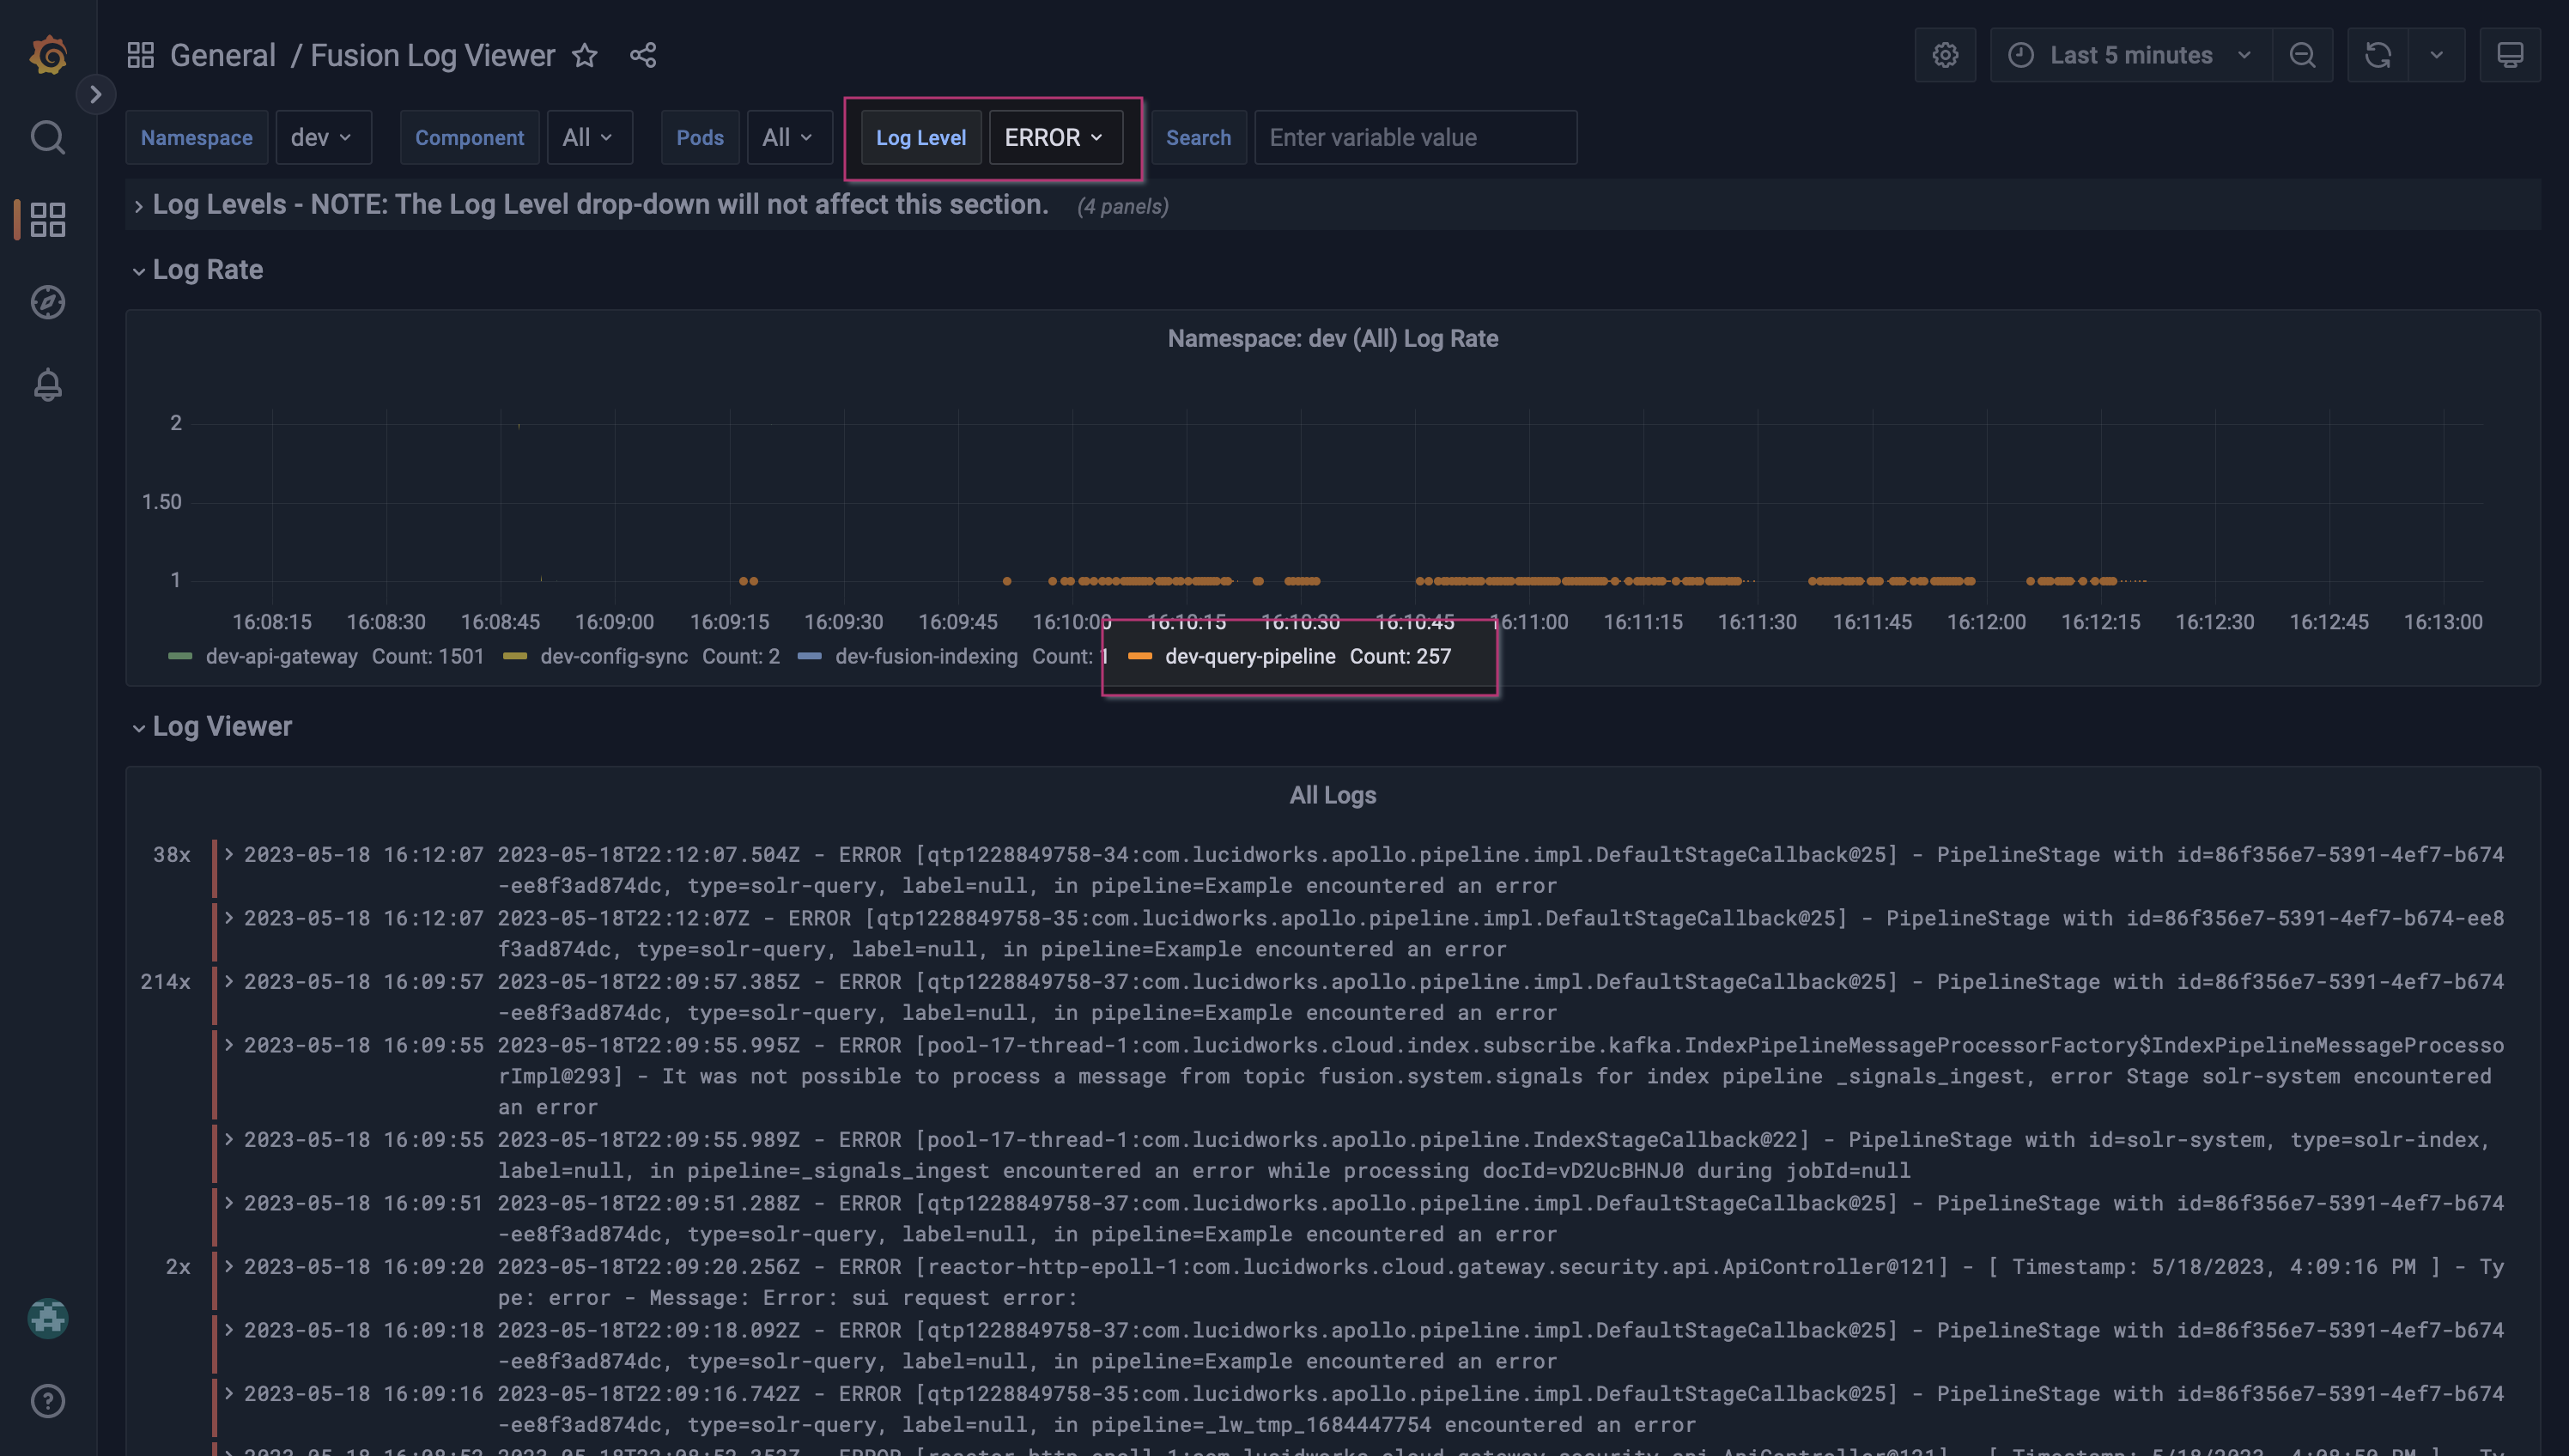 General / Fusion Log Viewer
Last 5 minutes
Namespace dev Component All Pods All Log Level ERROR Search Enter variable value
Log Levels - NOTE: The Log Level drop-down will not affect this section. (4 panels)
Log Rate
Namespace: dev (All) Log Rate
2
1.50
1
16:08:15 16:08:30 16:08:45 16:09:00 16:09:15 16:09:30 16:09:45 16:10:00 16:10:15 16:10:30 16:10:45 16:11:00 16:11:15 16:11:30 16:11:45 16:12:00 16:12:15 16:12:30 16:12:45 16:13:00
dev-api-gateway Count: 1501 dev-config-sync Count: 2 dev-fusion-indexing Count: 1 dev-query-pipeline Count: 257
Log Viewer
All Logs
38x 2023-05-18 16:12:07 2023-05-18T22:12:07.504Z - ERROR [qtp1228849758-34:com.lucidworks.apollo.pipeline.impl.DefaultStageCallback@25] - PipelineStage with id=86f356e7-5391-4ef7-b674
-ee8f3ad874dc, type=solr-query, label=null, in pipeline=Example encountered an error
2023-05-18 16:12:07 2023-05-18T22:12:07Z - ERROR [qtp1228849758-35:com.lucidworks.apollo.pipeline.impl.DefaultStageCallback@25] - PipelineStage with id=86f356e7-5391-4ef7-b674-ee8
f3ad874dc, type=solr-query, label=null, in pipeline=Example encountered an error
214x 2023-05-18 16:09:57 2023-05-18T22:09:57.385Z - ERROR [qtp1228849758-37:com.lucidworks.apollo.pipeline.impl.DefaultStageCallback@25] - PipelineStage with id=86f356e7-5391-4ef7-b674
-ee8f3ad874dc, type=solr-query, label=null, in pipeline=Example encountered an error
2023-05-18 16:09:55 2023-05-18T22:09:55.995Z - ERROR [pool-17-thread-1:com.lucidworks.cloud.index.subscribe.kafka.IndexPipelineMessageProcessorFactory$IndexPipelineMessageProcesso
rImpl@293] - It was not possible to process a message from topic fusion.system.signals for index pipeline _signals_ingest, error Stage solr-system encountered
an error
2023-05-18 16:09:55 2023-05-18T22:09:55.989Z - ERROR [pool-17-thread-1:com.lucidworks.apollo.pipeline.IndexStageCallback@22] - PipelineStage with id=solr-system, type=solr-index,
label=null, in pipeline=_signals_ingest encountered an error while processing docId=vD2UcBHNJ0 during jobId=null
2023-05-18 16:09:51 2023-05-18T22:09:51.288Z - ERROR [qtp1228849758-37:com.lucidworks.apollo.pipeline.impl.DefaultStageCallback@25] - PipelineStage with id=86f356e7-5391-4ef7-b674
-ee8f3ad874dc, type=solr-query, label=null, in pipeline=Example encountered an error
2x 2023-05-18 16:09:20 2023-05-18T22:09:20.256Z - ERROR [reactor-http-epoll-1:com.lucidworks.cloud.gateway.security.api.ApiController@121] - [ Timestamp: 5/18/2023, 4:09:16 PM ] - Ty
pe: error - Message: Error: sui request error:
2023-05-18 16:09:18 2023-05-18T22:09:18.092Z - ERROR [qtp1228849758-37:com.lucidworks.apollo.pipeline.impl.DefaultStageCallback@25] - PipelineStage with id=86f356e7-5391-4ef7-b674
-ee8f3ad874dc, type=solr-query, label=null, in pipeline=Example encountered an error
2023-05-18 16:09:16 2023-05-18T22:09:16.742Z - ERROR [qtp1228849758-35:com.lucidworks.apollo.pipeline.impl.DefaultStageCallback@25] - PipelineStage with id=86f356e7-5391-4ef7-b674
-ee8f3ad874dc, type=solr-query, label=null, in pipeline=_lw_tmp_1684447754 encountered an error